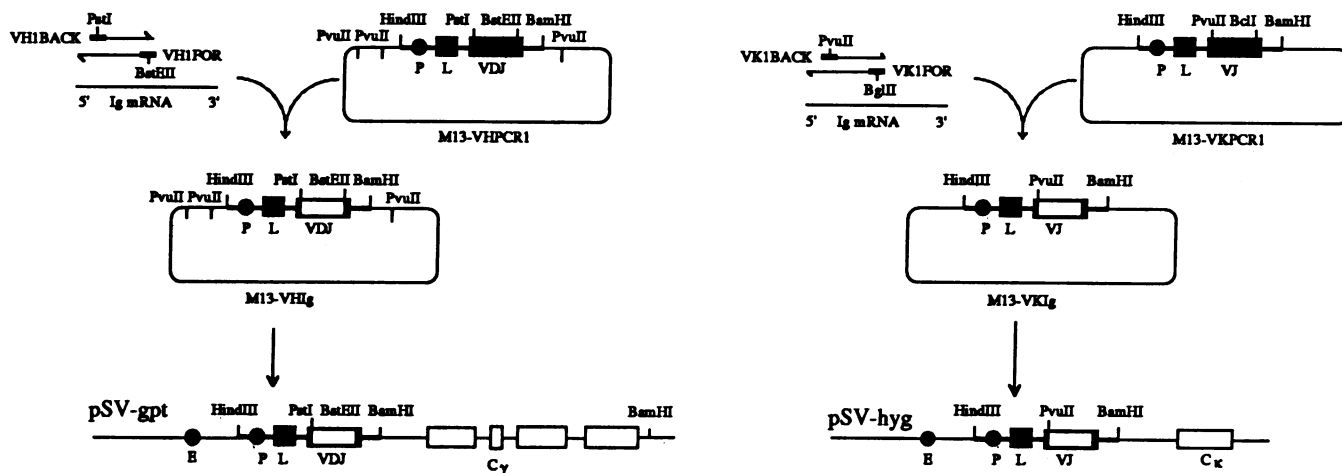 PstI
VH1BACK
VH1FOR
BstEII
5' Ig mRNA 3'
HindIII PstI BstEII BamHI
PvuII PvuII PvuII
P L VDJ
M13-VHPCR1
HindIII PstI BstEII BamHI
PvuII PvuII PvuII
P L VDJ
M13-VHIg
pSV-gpt
HindIII PstI BstEII BamHI BamHI
E P L VDJ Cγ
PvuII
VK1BACK
VK1FOR
BglII
5' Ig mRNA 3'
HindIII PvuII BclI BamHI
P L VJ
M13-VKPCR1
HindIII PvuII BamHI
P L VJ
M13-VKIg
pSV-hyg
HindIII PvuII BamHI
E P L VJ Cκ